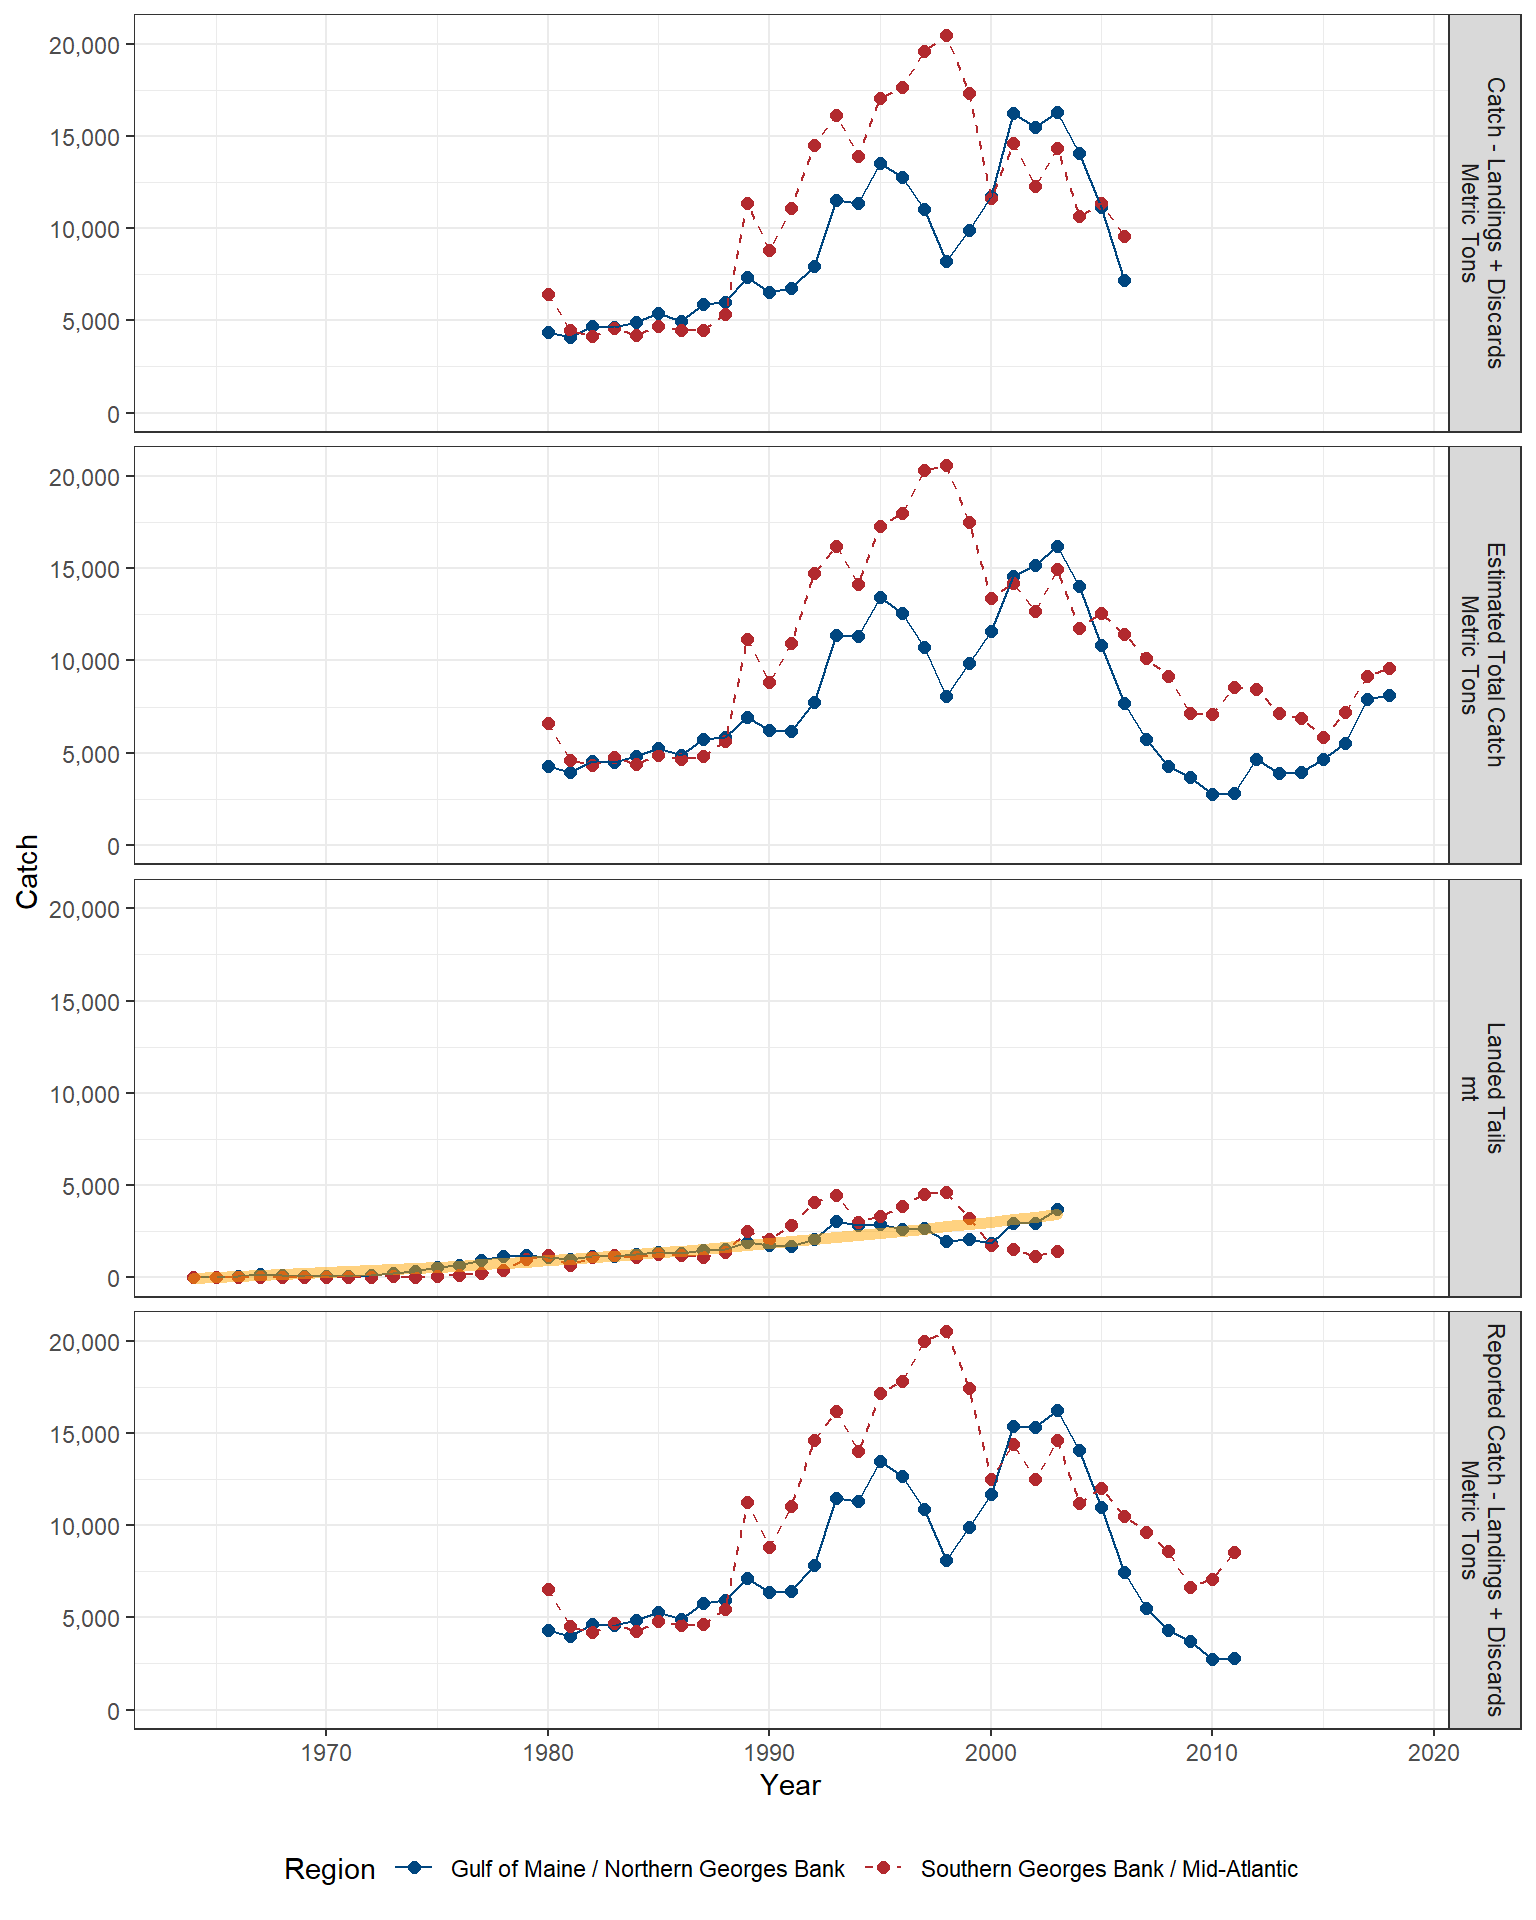 20,000
15,000
10,000
5,000
0
Catch - Landings + Discards
Metric Tons
20,000
15,000
10,000
5,000
0
Estimated Total Catch
Metric Tons
Catch
20,000
15,000
10,000
5,000
0
Landed Tails
mt
20,000
15,000
10,000
5,000
0
Reported Catch - Landings + Discards
Metric Tons
1970 1980 1990 2000 2010 2020
Year
Region Gulf of Maine / Northern Georges Bank Southern Georges Bank / Mid-Atlantic